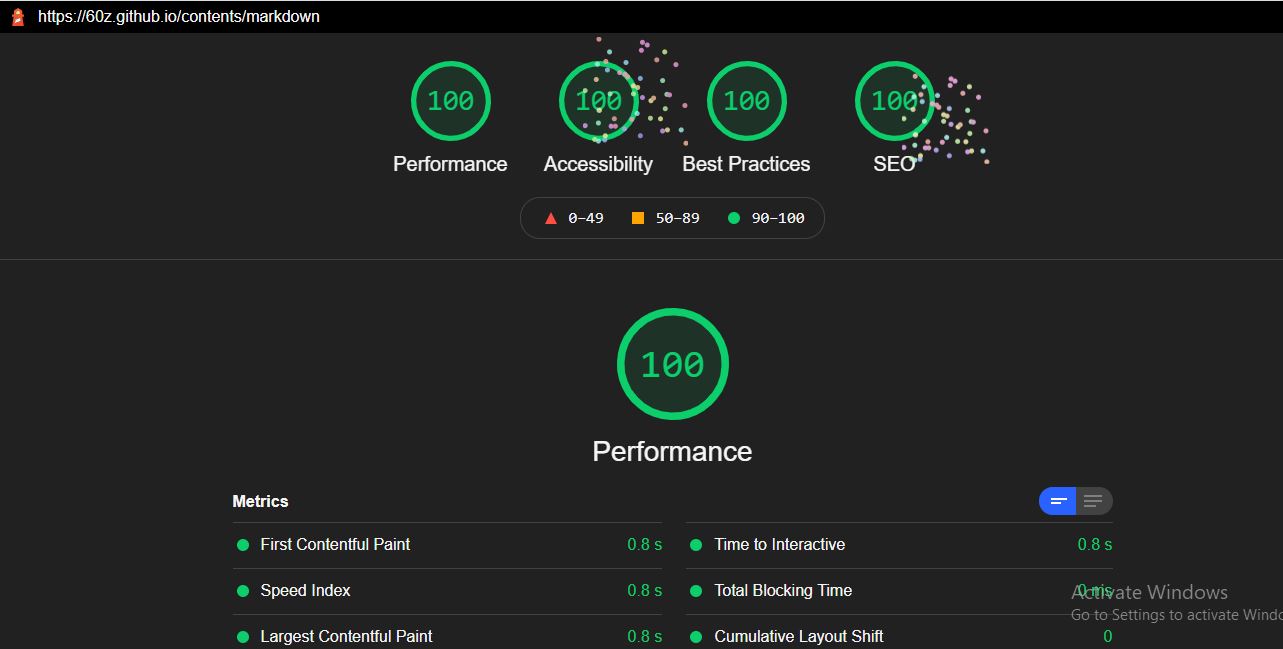 https://60z.github.io/contents/markdown
100 100 100 100
Performance Accessibility Best Practices SEO
0–49 50–89 90–100
100
Performance
Metrics
First Contentful Paint 0.8 s Time to Interactive 0.8 s
Speed Index 0.8 s Total Blocking Time 0 ms
Activate Windows
Go to Settings to activate Windo
Largest Contentful Paint 0.8 s Cumulative Layout Shift 0